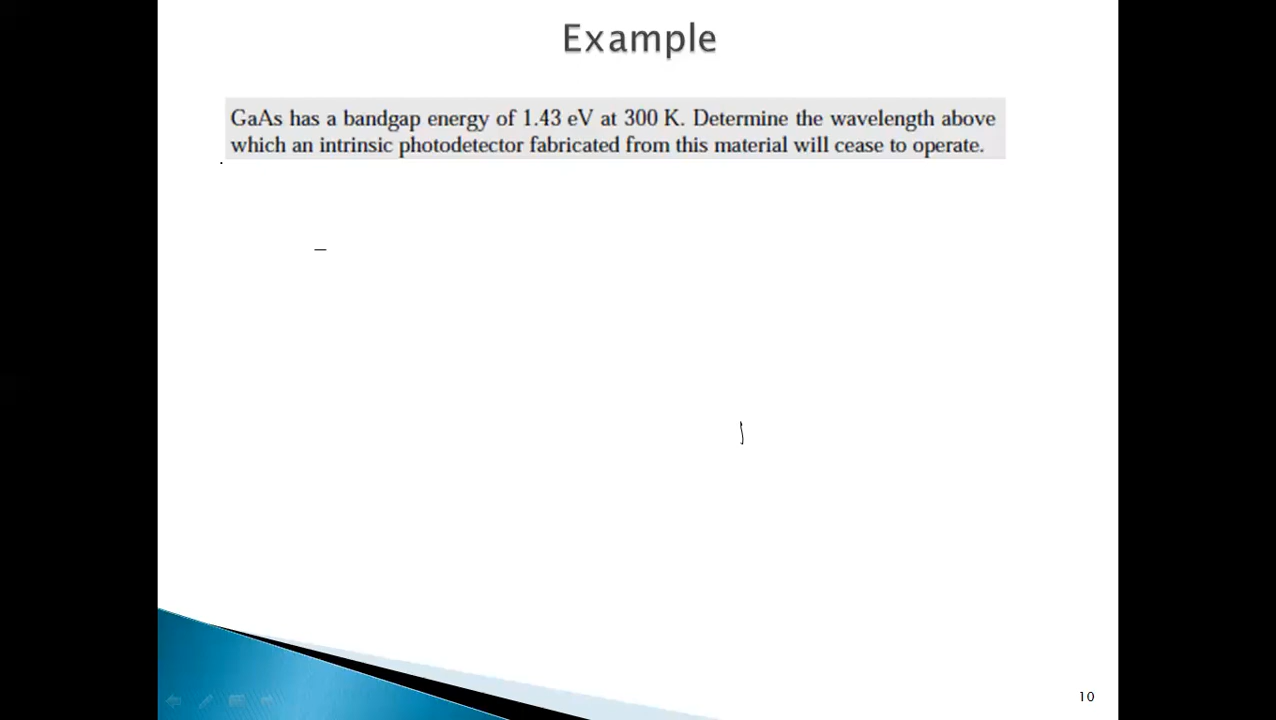 Example
GaAs has a bandgap energy of 1.43 eV at 300 K. Determine the wavelength above
which an intrinsic photodetector fabricated from this material will cease to operate.
10